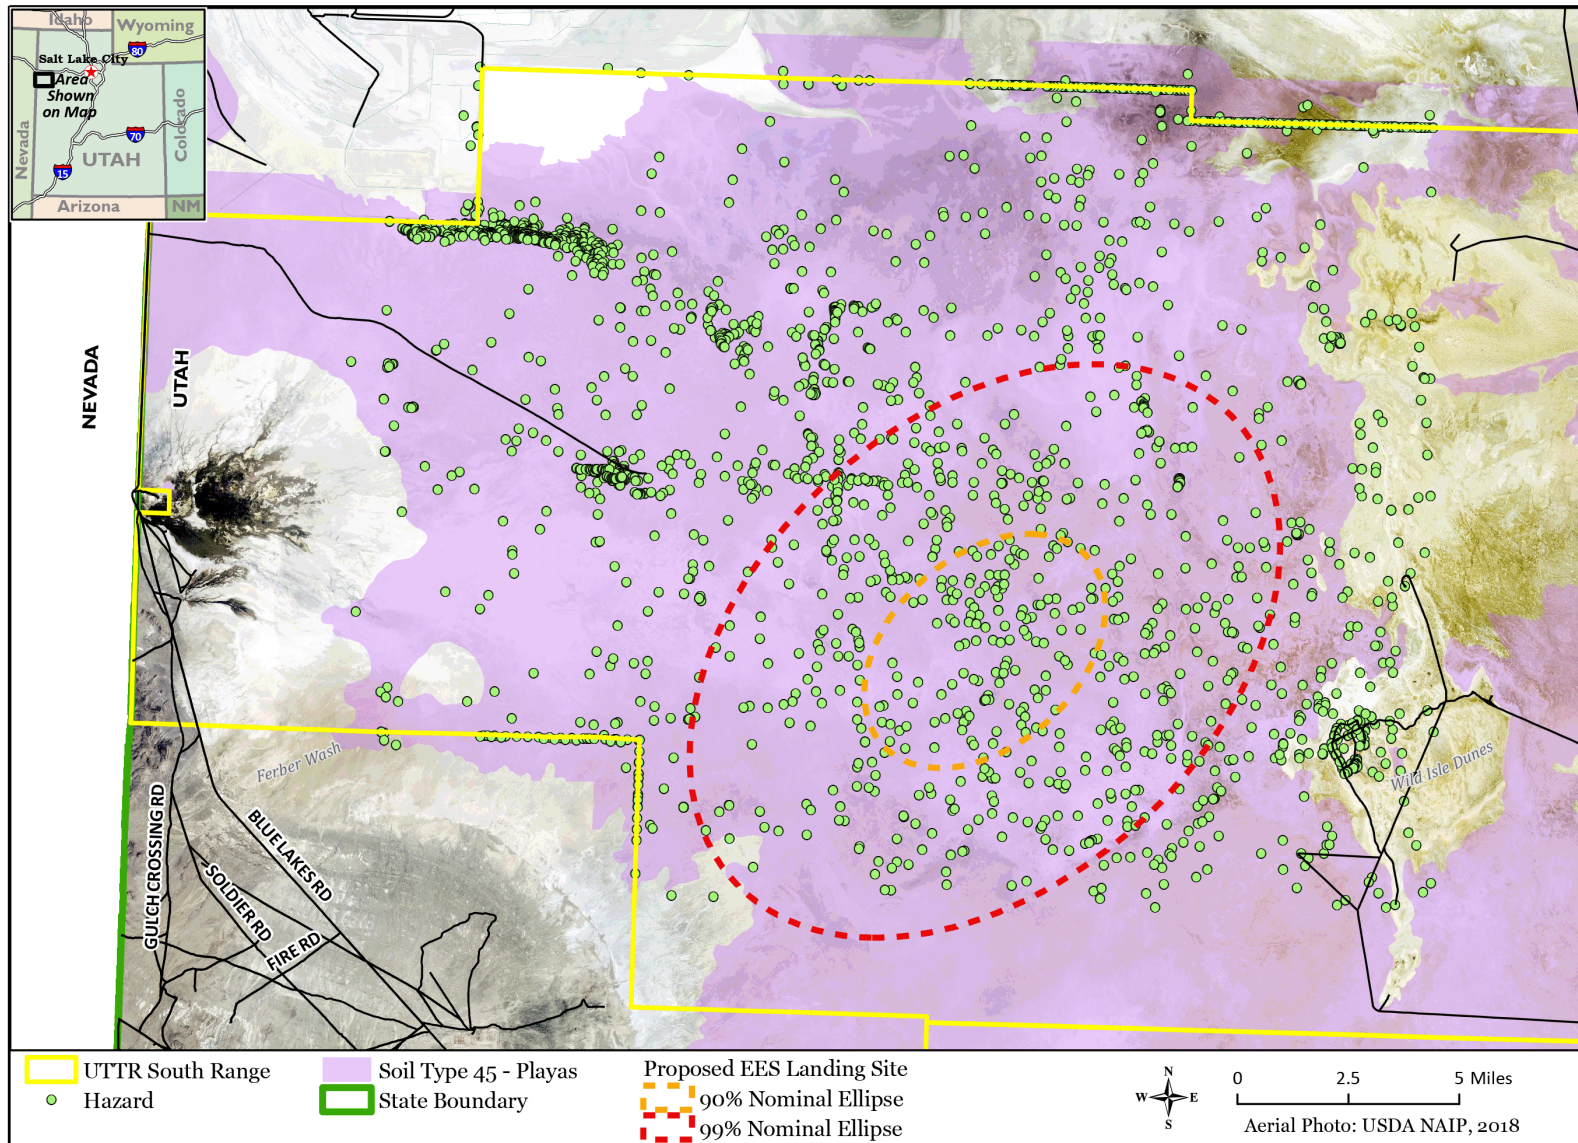 Idaho
Wyoming
80
Salt Lake City
Area
Shown
on Map
Nevada
Colorado
70
UTAH
15
Arizona
NM
NEVADA
UTAH
Ferber Wash
Wild Isle Dunes
GULCH CROSSING RD
BLUE LAKES RD
SOLDIER RD
FIRE RD
UTTR South Range
Hazard
Soil Type 45 - Playas
State Boundary
Proposed EES Landing Site
90% Nominal Ellipse
99% Nominal Ellipse
N
W E
S
0 2.5 5 Miles
Aerial Photo: USDA NAIP, 2018